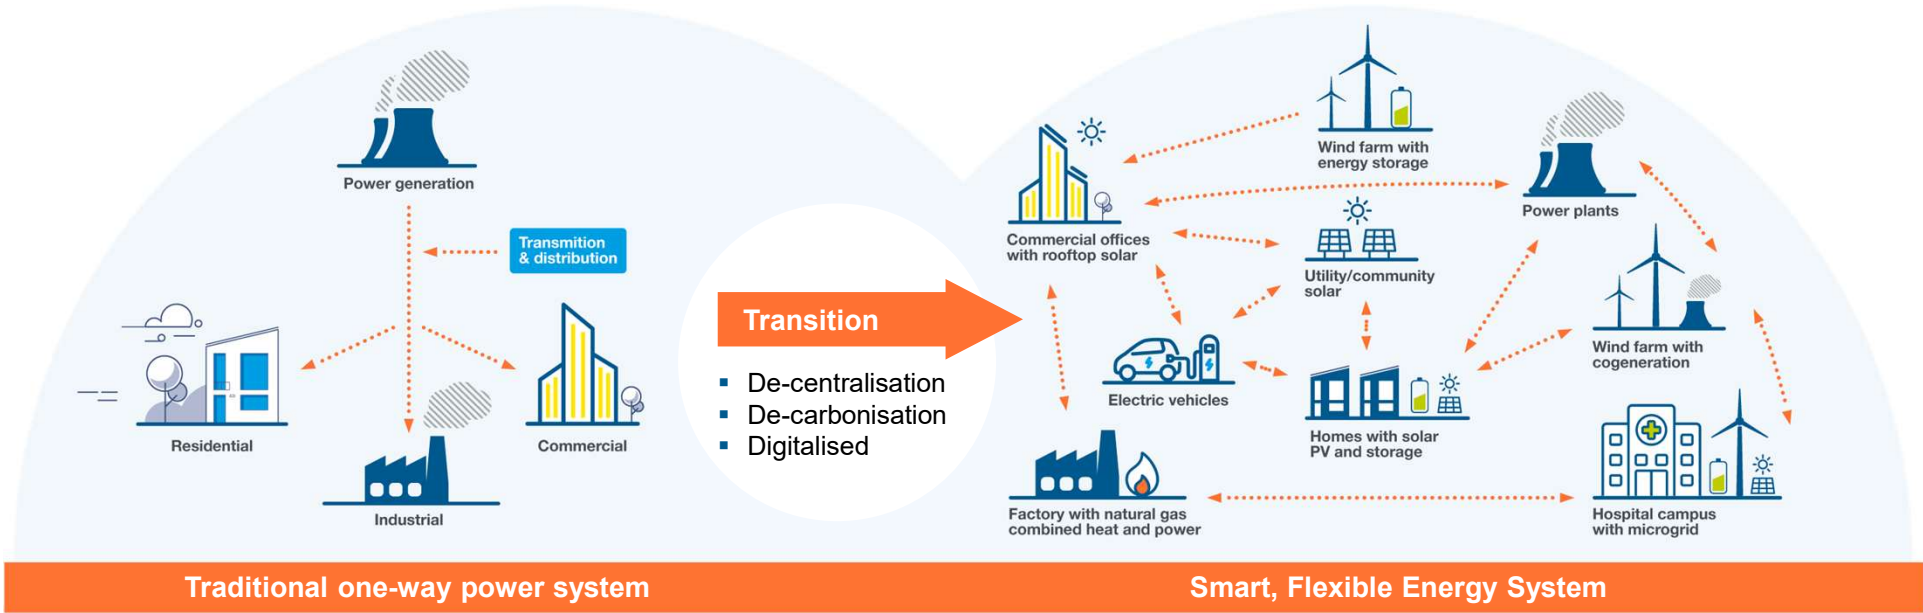 Power generation
Transmition
& distribution
Residential
Industrial
Commercial
Transition
De-centralisation
De-carbonisation
Digitalised
Wind farm with
energy storage
Power plants
Commercial offices
with rooftop solar
Utility/community
solar
Wind farm with
cogeneration
Electric vehicles
Homes with solar
PV and storage
Factory with natural gas
combined heat and power
Hospital campus
with microgrid
Traditional one-way power system
Smart, Flexible Energy System